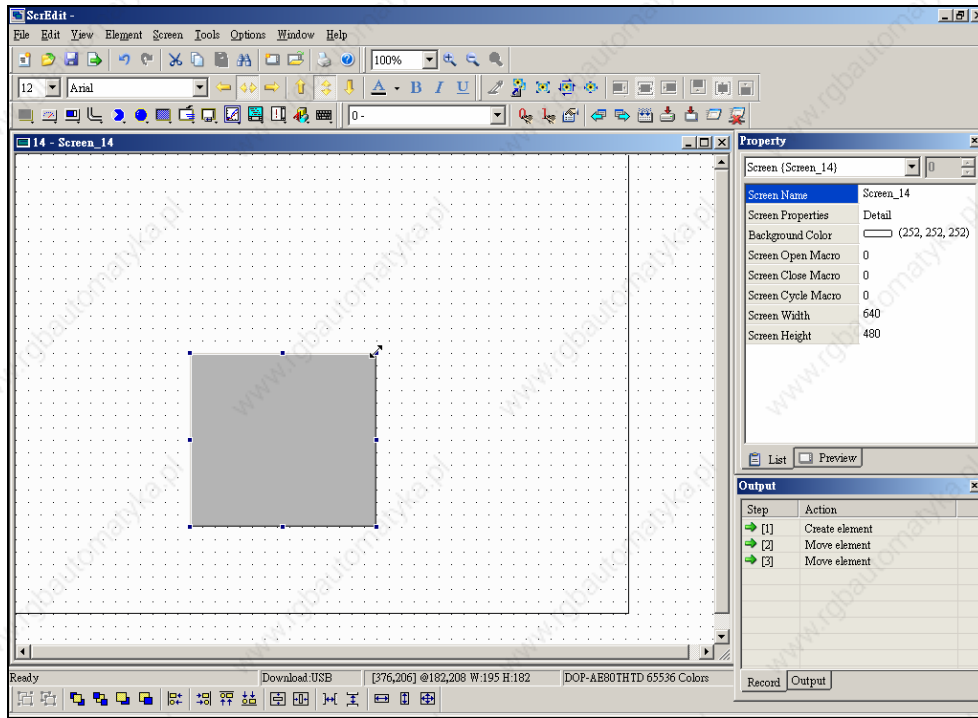 ScrEdit -
File Edit View Element Screen Tools Options Window Help
100%
12 Arial A B I U
0 -
14 - Screen_14
Property
Screen {Screen_14} 0
Screen Name Screen_14
Screen Properties Detail
Background Color (252, 252, 252)
Screen Open Macro 0
Screen Close Macro 0
Screen Cycle Macro 0
Screen Width 640
Screen Height 480
List Preview
Output
Step Action
[1] Create element
[2] Move element
[3] Move element
Record Output
Ready Download:USB [376,206] @182,208 W:195 H:182 DOP-AE80THTD 65536 Colors
www.rgbautomatyka.pl